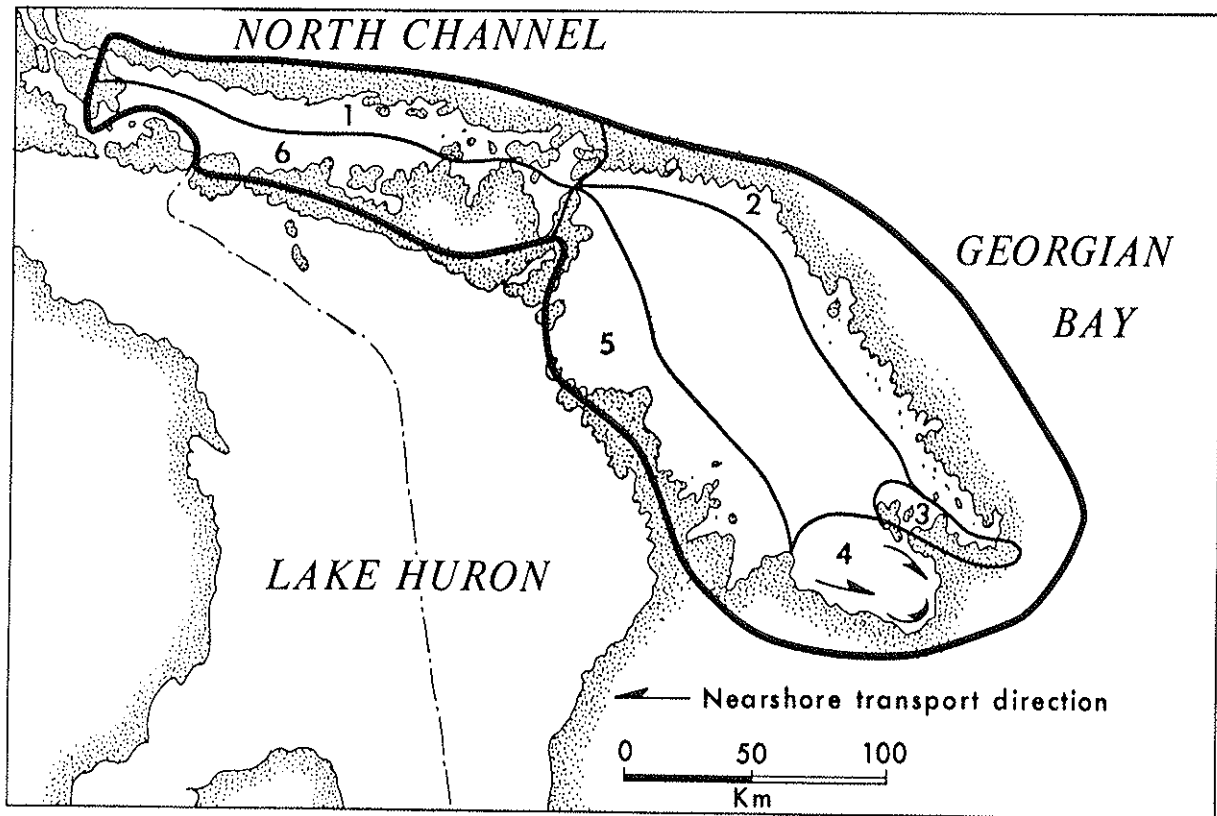 NORTH CHANNEL
1
6
2
GEORGIAN
BAY
5
3
4
LAKE HURON
Nearshore transport direction
0 50 100
Km